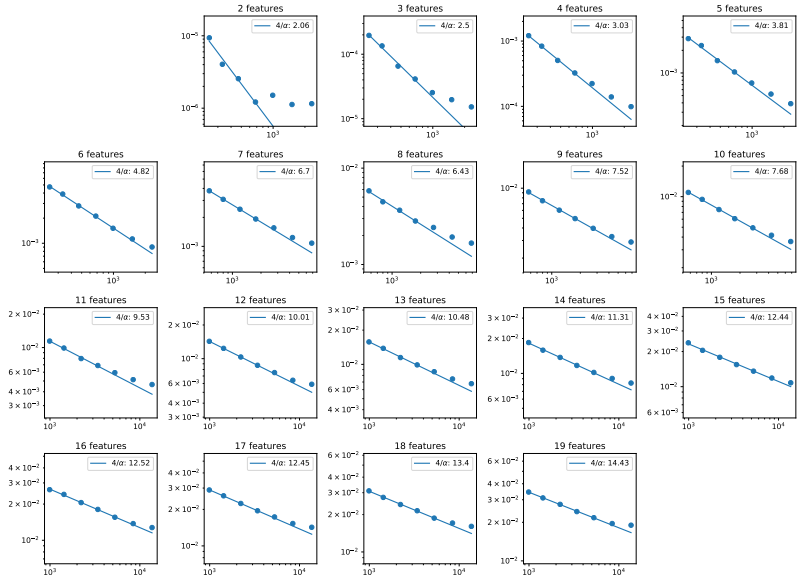 2 features
3 features
4 features
5 features
4/α: 2.06
4/α: 2.5
4/α: 3.03
4/α: 3.81
10⁻⁵
10⁻⁶
10⁻⁴
10⁻⁵
10⁻³
10⁻⁴
10⁻³
10³
10³
10³
10³
6 features
7 features
8 features
9 features
10 features
4/α: 4.82
4/α: 6.7
4/α: 6.43
4/α: 7.52
4/α: 7.68
10⁻³
10⁻³
10⁻²
10⁻³
10⁻²
10⁻²
10³
10³
10³
10³
10³
11 features
12 features
13 features
14 features
15 features
4/α: 9.53
4/α: 10.01
4/α: 10.48
4/α: 11.31
4/α: 12.44
2 × 10⁻²
10⁻²
6 × 10⁻³
4 × 10⁻³
3 × 10⁻³
2 × 10⁻²
10⁻²
6 × 10⁻³
4 × 10⁻³
3 × 10⁻³
3 × 10⁻²
2 × 10⁻²
10⁻²
6 × 10⁻³
4 × 10⁻³
3 × 10⁻²
2 × 10⁻²
10⁻²
6 × 10⁻³
4 × 10⁻²
3 × 10⁻²
2 × 10⁻²
10⁻²
6 × 10⁻³
10³
10⁴
10³
10⁴
10³
10⁴
10³
10⁴
10³
10⁴
16 features
17 features
18 features
19 features
4/α: 12.52
4/α: 12.45
4/α: 13.4
4/α: 14.43
4 × 10⁻²
3 × 10⁻²
2 × 10⁻²
10⁻²
4 × 10⁻²
3 × 10⁻²
2 × 10⁻²
10⁻²
6 × 10⁻²
4 × 10⁻²
3 × 10⁻²
2 × 10⁻²
10⁻²
6 × 10⁻²
4 × 10⁻²
3 × 10⁻²
2 × 10⁻²
10⁻²
10³
10⁴
10³
10⁴
10³
10⁴
10³
10⁴